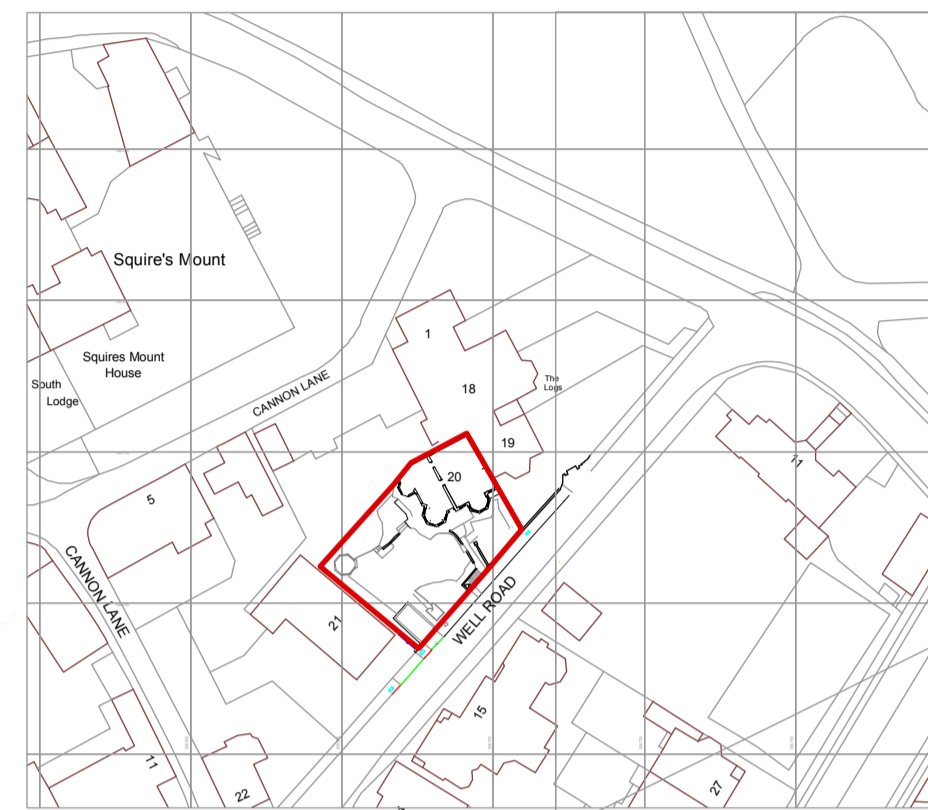 Squire's Mount
1
Squires Mount
House
South
Lodge
CANNON LANE
18
The
Logs
19
20
5
11
CANNON LANE
21
WELL ROAD
15
11
22
27